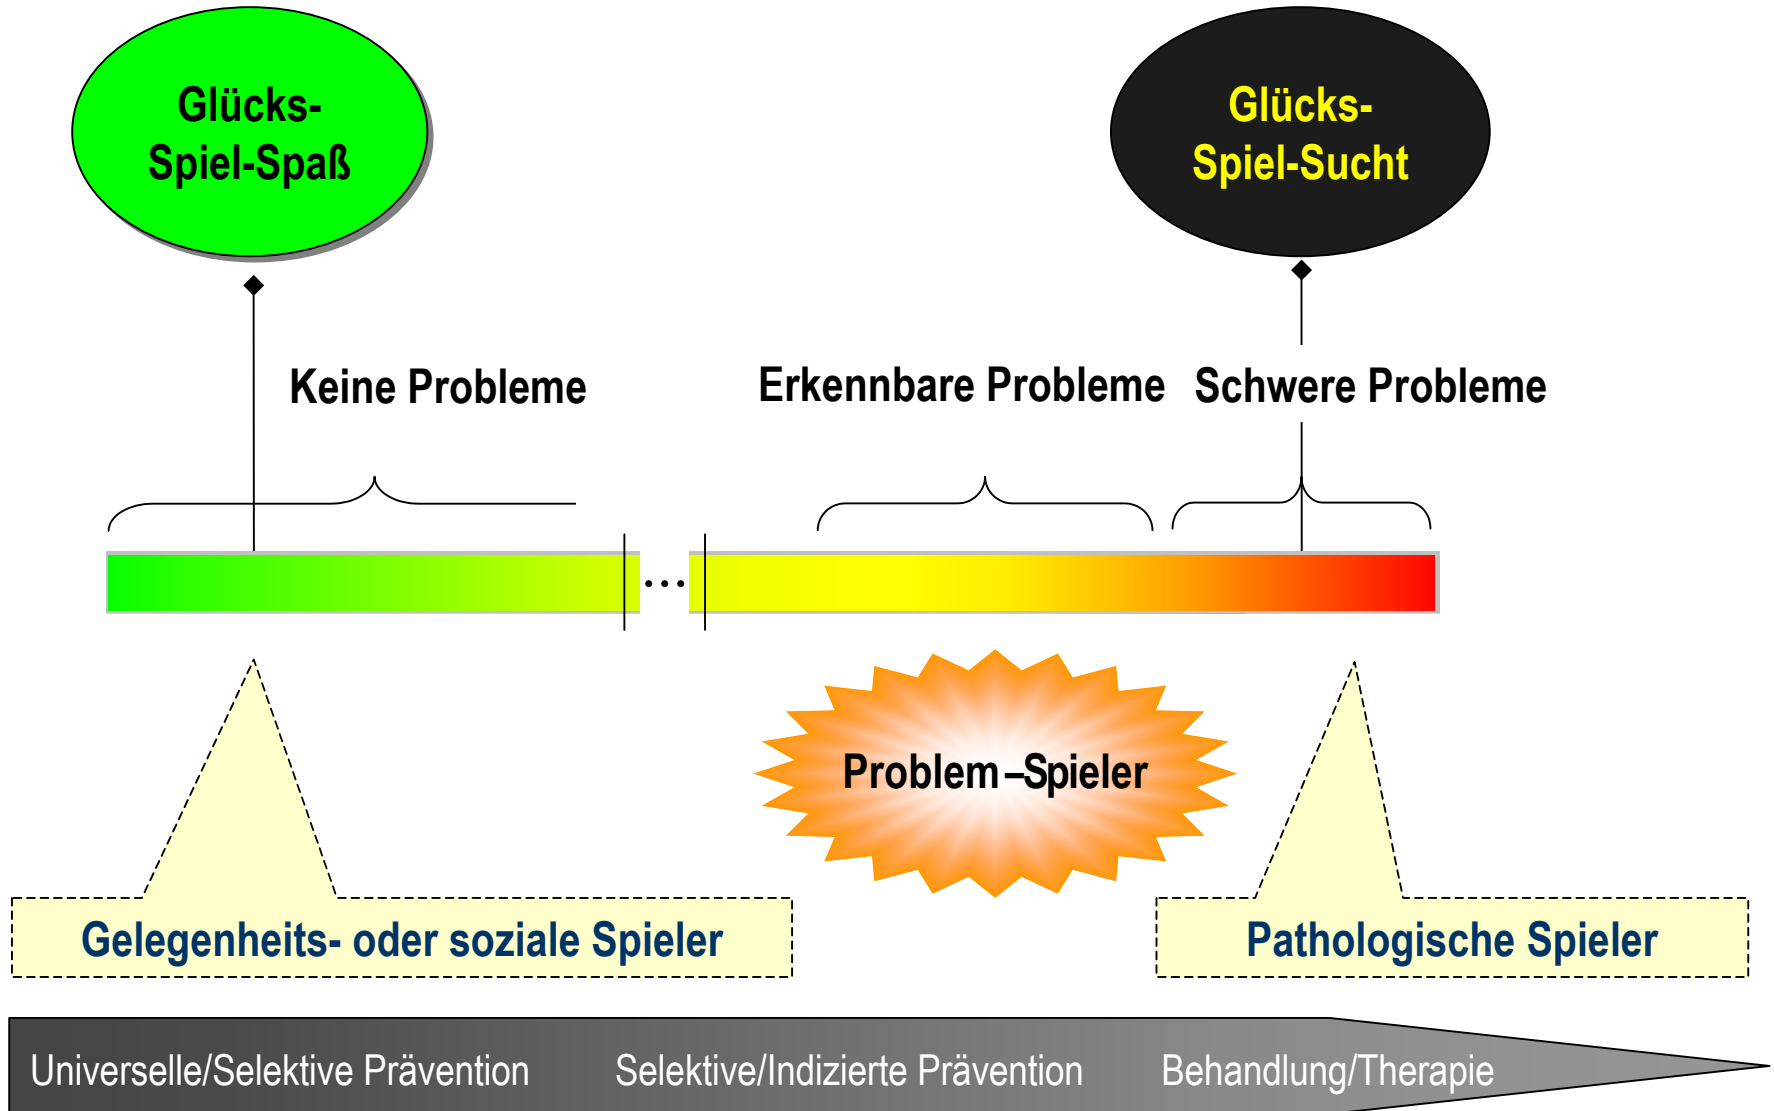 Glücks-
Spiel-Spaß
Glücks-
Spiel-Sucht
Keine Probleme
Erkennbare Probleme
Schwere Probleme
...
Problem–Spieler
Gelegenheits- oder soziale Spieler
Pathologische Spieler
Universelle/Selektive Prävention
Selektive/Indizierte Prävention
Behandlung/Therapie